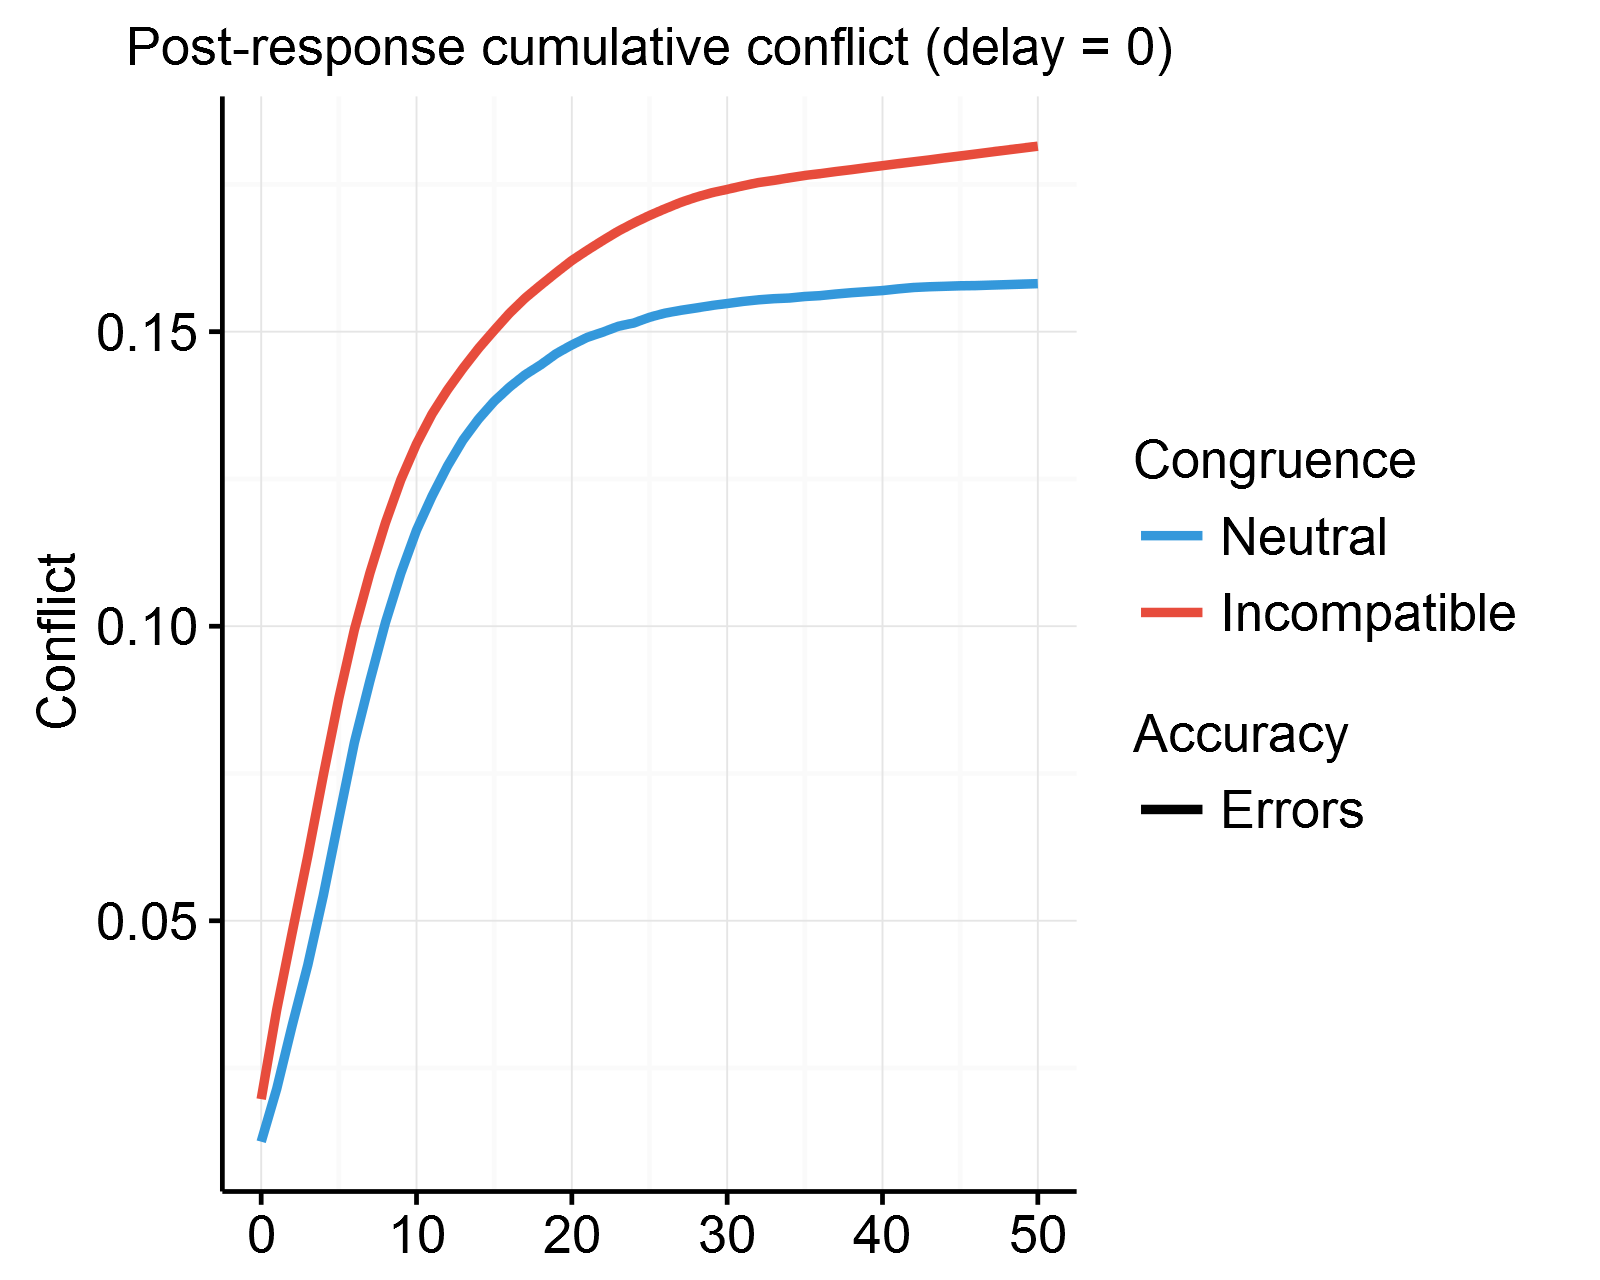 Post-response cumulative conflict (delay = 0)
Conflict
0.15
0.10
0.05
0 10 20 30 40 50
Congruence
Neutral
Incompatible
Accuracy
Errors